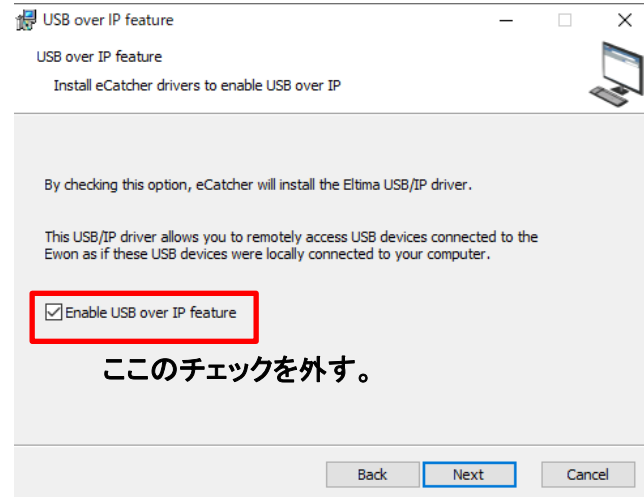 USB over IP feature
USB over IP feature
Install eCatcher drivers to enable USB over IP
By checking this option, eCatcher will install the Eltima USB/IP driver.
This USB/IP driver allows you to remotely access USB devices connected to the
Ewon as if these USB devices were locally connected to your computer.
Enable USB over IP feature
ここのチェックを外す。
Back
Next
Cancel